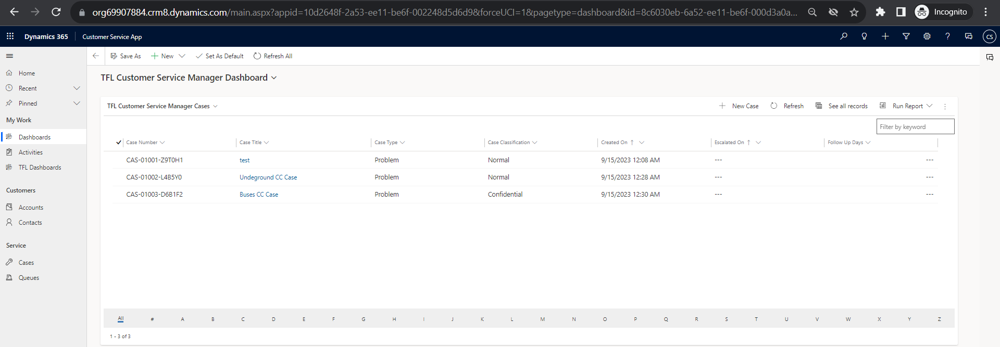 org69907884.crm8.dynamics.com/main.aspx?appid=10d2648f-2a53-ee11-be6f-002248d5d6d9&forceUCI=1&pagetype=dashboard&id=8c6030eb-6a52-ee11-be6f-000d3a0a...
Incognito
Dynamics 365
Customer Service App
CS
Save As
New
Set As Default
Refresh All
Home
Recent
Pinned
My Work
Dashboards
Activities
TFL Dashboards
Customers
Accounts
Contacts
Service
Cases
Queues
TFL Customer Service Manager Dashboard
TFL Customer Service Manager Cases
New Case
Refresh
See all records
Run Report
Filter by keyword
Case Number Case Title Case Type Case Classification Created On Escalated On Follow Up Days
CAS-01001-Z9T0H1 test Problem Normal 9/15/2023 12:08 AM --- ---
CAS-01002-L4B5Y0 Undeground CC Case Problem Normal 9/15/2023 12:28 AM --- ---
CAS-01003-D6B1F2 Buses CC Case Problem Confidential 9/15/2023 12:30 AM --- ---
All # A B C D E F G H I J K L M N O P Q R S T U V W X Y Z
1 - 3 of 3